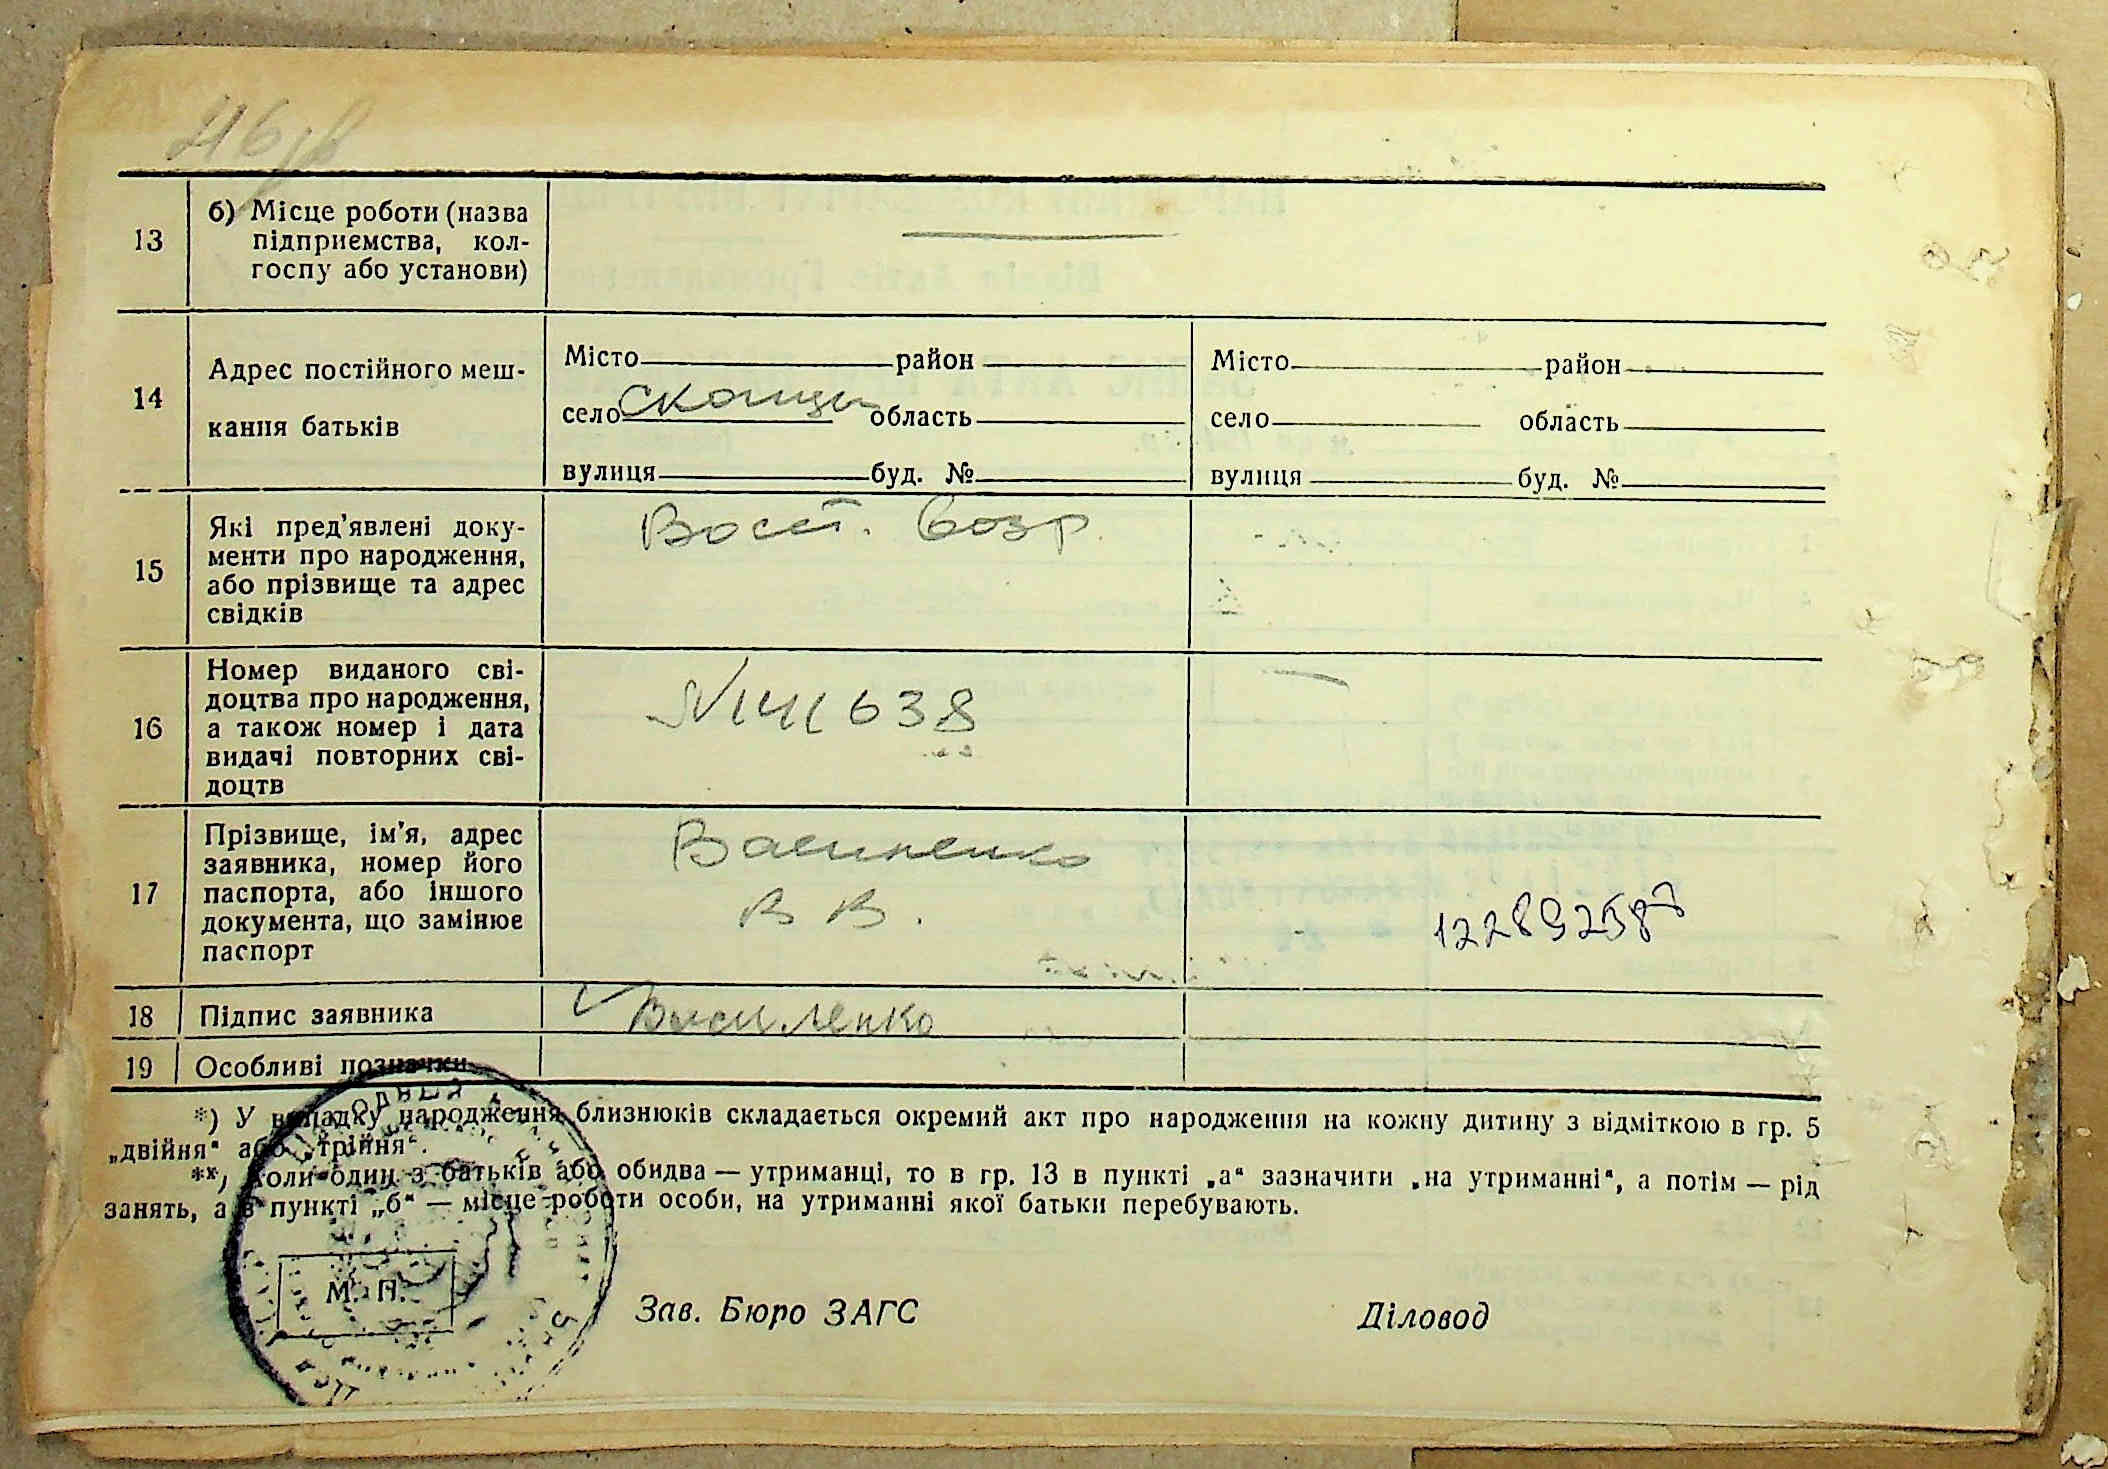 13
б) Місце роботи (назва
підприємства, кол-
госпу або установи)
14
Адрес постійного меш-
кання батьків
Місто район
село область
вулиця буд. №
Місто район
село область
вулиця буд. №
15
Які пред'явлені доку-
менти про народження,
або прізвище та адрес
свідків
Восст. возр.
16
Номер виданого сві-
доцтва про народження,
а також номер і дата
видачі повторних сві-
доцтв
№ 141638
17
Прізвище, ім'я, адрес
заявника, номер його
паспорта, або іншого
документа, що замінює
паспорт
Василенко
В В.
18
Підпис заявника
Василенко
19
Особливі позначки
*) У випадку народження близнюків складається окремий акт про народження на кожну дитину з відміткою в гр. 5
„двійня“ або „трійня“.
**) Коли один з батьків або обидва — утриманці, то в гр. 13 в пункті „а“ зазначити „на утриманні“, а потім — рід
занять, а в пункті „б“ — місце роботи особи, на утриманні якої батьки перебувають.
М. П.
Зав. Бюро ЗАГС
Діловод